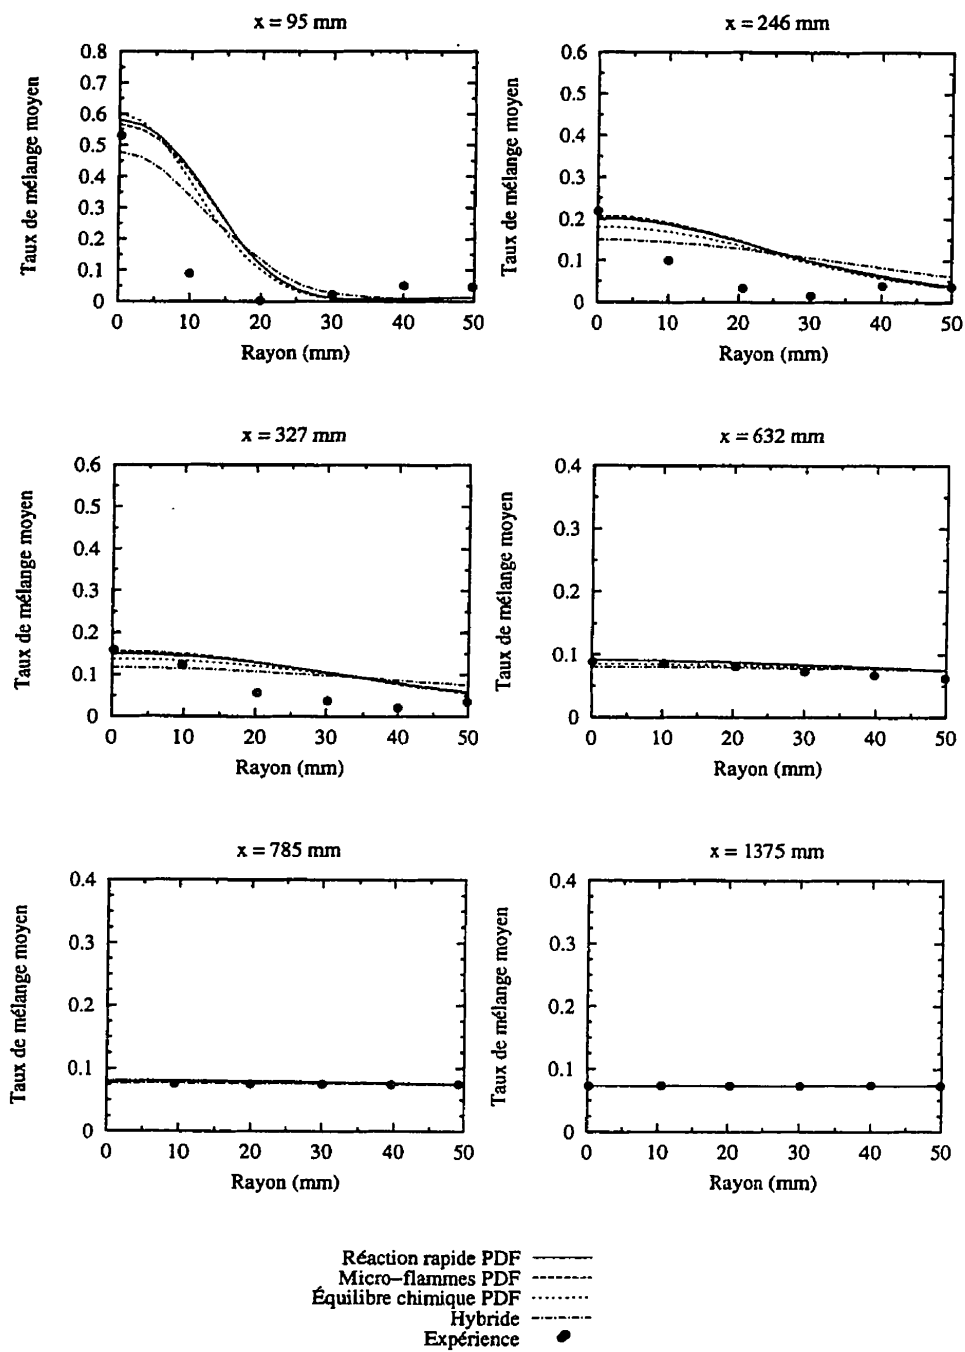 x = 95 mm
x = 246 mm
Taux de mélange moyen
0.8
0.7
0.6
0.5
0.4
0.3
0.2
0.1
0
0 10 20 30 40 50
Rayon (mm)
Taux de mélange moyen
0.6
0.5
0.4
0.3
0.2
0.1
0
0 10 20 30 40 50
Rayon (mm)
x = 327 mm
x = 632 mm
Taux de mélange moyen
0.6
0.5
0.4
0.3
0.2
0.1
0
0 10 20 30 40 50
Rayon (mm)
Taux de mélange moyen
0.4
0.3
0.2
0.1
0
0 10 20 30 40 50
Rayon (mm)
x = 785 mm
x = 1375 mm
Taux de mélange moyen
0.4
0.3
0.2
0.1
0
0 10 20 30 40 50
Rayon (mm)
Taux de mélange moyen
0.4
0.3
0.2
0.1
0
0 10 20 30 40 50
Rayon (mm)
Réaction rapide PDF
Micro-flammes PDF
Équilibre chimique PDF
Hybride
Expérience